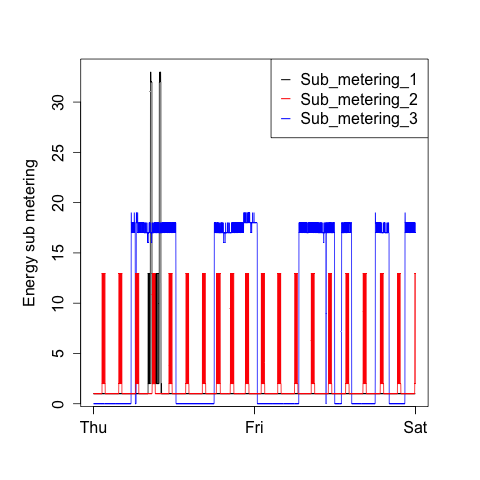 Sub_metering_1
Sub_metering_2
Sub_metering_3
Energy sub metering
30
25
20
15
10
5
0
Thu
Fri
Sat